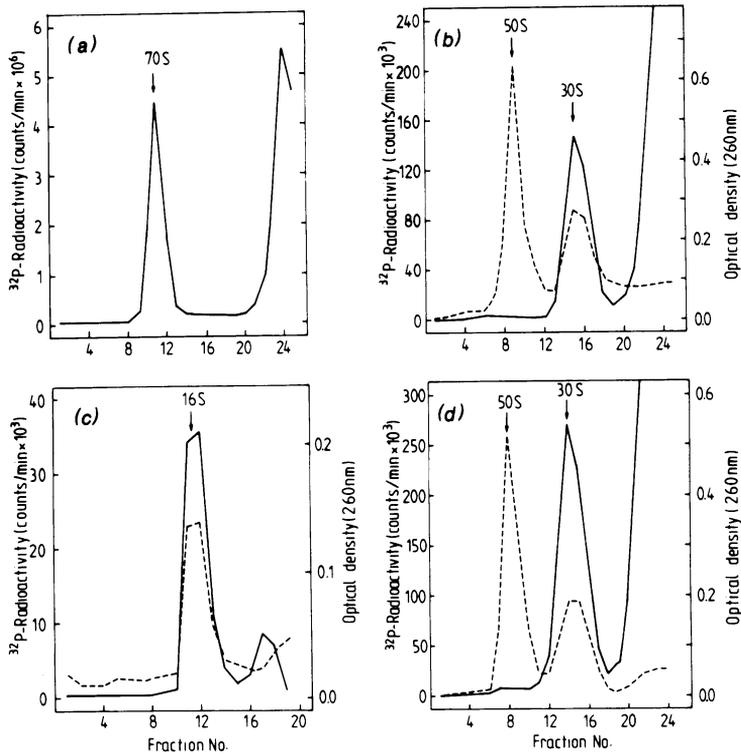 (a)
70S
³²P-Radioactivity (counts/min×10⁶)
6
5
4
3
2
1
0
4 8 12 16 20 24
(b)
50S
30S
³²P-Radioactivity (counts/min×10³)
240
200
160
120
80
40
0
0.6
0.4
0.2
0.0
Optical density (260nm)
4 8 12 16 20 24
(c)
16S
³²P-Radioactivity (counts/min×10³)
40
30
20
10
0
0.2
0.1
0.0
Optical density (260nm)
4 8 12 16 20
Fraction No.
(d)
50S
30S
³²P-Radioactivity (counts/min×10³)
300
250
200
150
100
50
0
0.6
0.4
0.2
0.0
Optical density (260nm)
4 8 12 16 20 24
Fraction No.